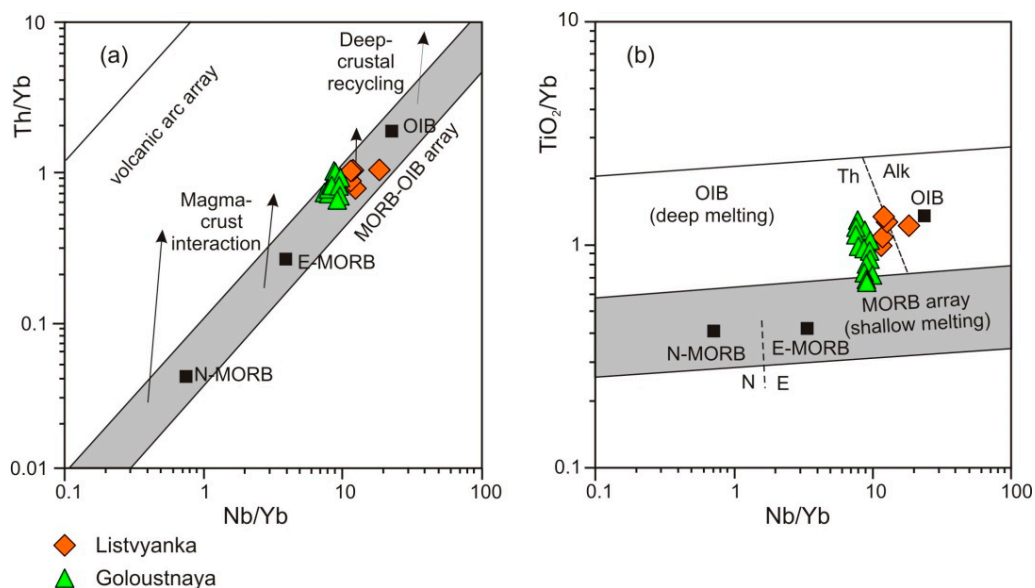 (a)
10
1
0.1
0.01
Th/Yb
0.1
1
10
100
Nb/Yb
volcanic arc array
Deep-
crustal
recycling
Magma-
crust
interaction
MORB-OIB array
OIB
E-MORB
N-MORB
(b)
10
1
0.1
TiO2/Yb
0.1
1
10
100
Nb/Yb
OIB
(deep melting)
Th
Alk
OIB
MORB array
(shallow melting)
N-MORB
E-MORB
N
E
Listvyanka
Goloustnaya